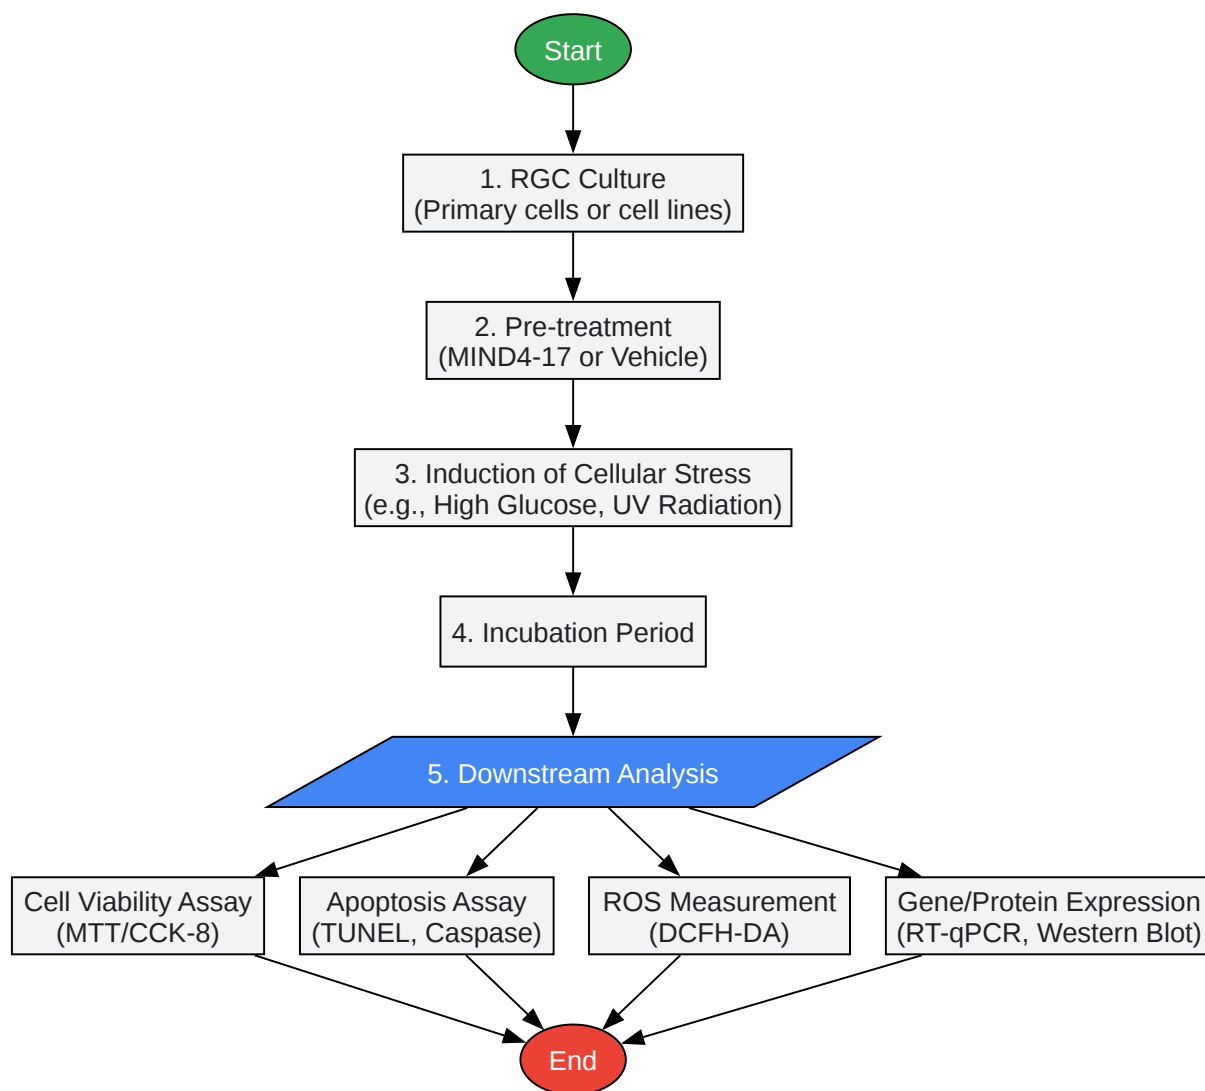 Start
1. RGC Culture
(Primary cells or cell lines)
2. Pre-treatment
(MIND4-17 or Vehicle)
3. Induction of Cellular Stress
(e.g., High Glucose, UV Radiation)
4. Incubation Period
5. Downstream Analysis
Cell Viability Assay
(MTT/CCK-8)
Apoptosis Assay
(TUNEL, Caspase)
ROS Measurement
(DCFH-DA)
Gene/Protein Expression
(RT-qPCR, Western Blot)
End